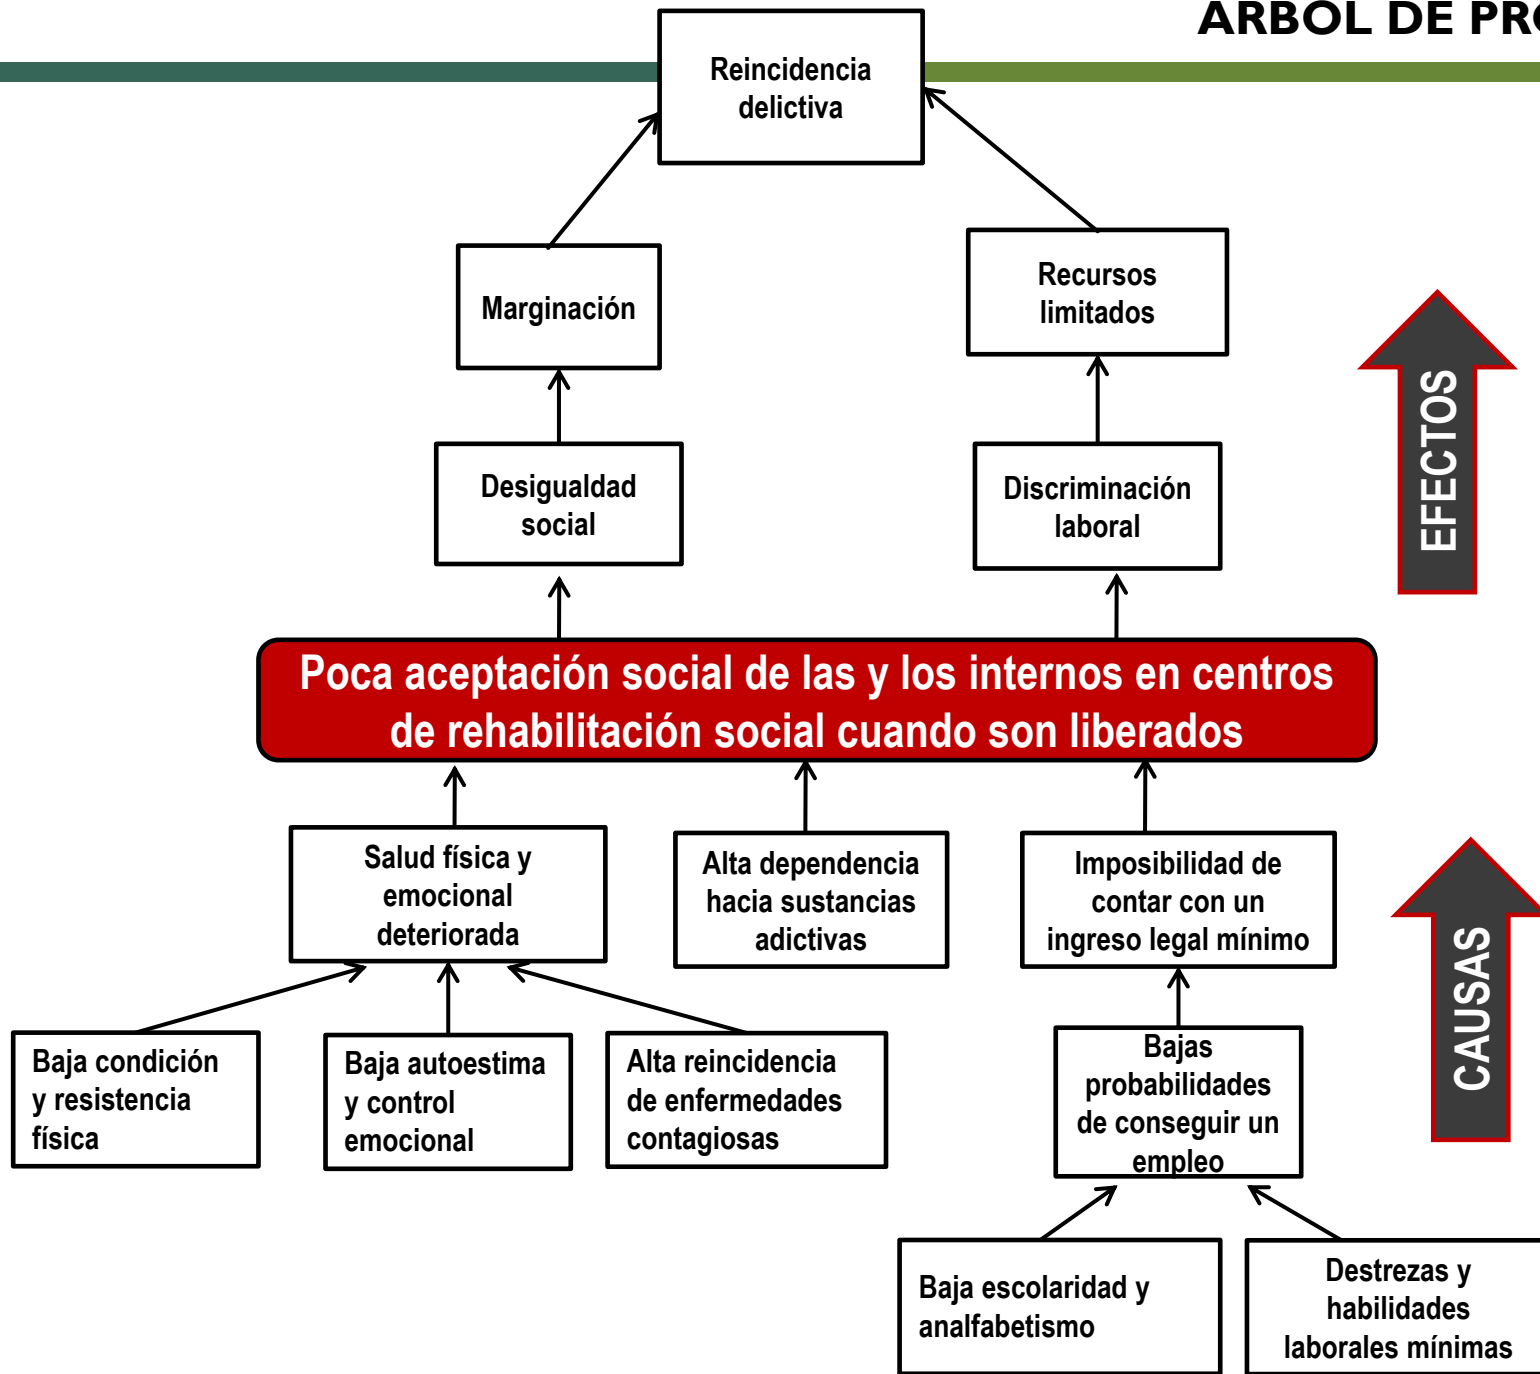 ARBOL DE PRO
Reincidencia
delictiva
Marginación
Recursos
limitados
EFECTOS
Desigualdad
social
Discriminación
laboral
Poca aceptación social de las y los internos en centros
de rehabilitación social cuando son liberados
Salud física y
emocional
deteriorada
Alta dependencia
hacia sustancias
adictivas
Imposibilidad de
contar con un
ingreso legal mínimo
CAUSAS
Baja condición
y resistencia
física
Baja autoestima
y control
emocional
Alta reincidencia
de enfermedades
contagiosas
Bajas
probabilidades
de conseguir un
empleo
Baja escolaridad y
analfabetismo
Destrezas y
habilidades
laborales mínimas